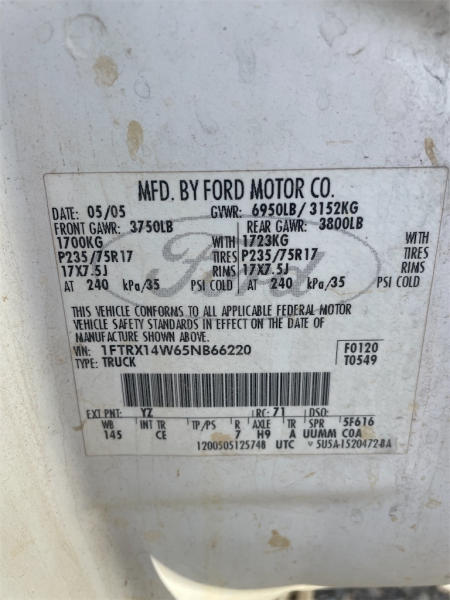 MFD. BY FORD MOTOR CO.
DATE: 05/05 GVWR: 6950LB / 3152KG
FRONT GAWR: 3750LB REAR GAWR: 3800LB
1700KG WITH 1723KG WITH
P235/75R17 TIRES P235/75R17 TIRES
17X7.5J RIMS 17X7.5J RIMS
AT 240 kPa/35 PSI COLD AT 240 kPa/35 PSI COLD
THIS VEHICLE CONFORMS TO ALL APPLICABLE FEDERAL MOTOR
VEHICLE SAFETY STANDARDS IN EFFECT ON THE DATE OF
MANUFACTURE SHOWN ABOVE.
VIN: 1FTRX14W65NB66220 F0120
TYPE: TRUCK T0549
EXT PNT: YZ RC: 71 DSO:
WB INT TR TP/PS R AXLE TR SPR 5F616
145 CE 7 H9 A UUMM COA
1200505125748 UTC 5U5A-1520472-BA
Ford